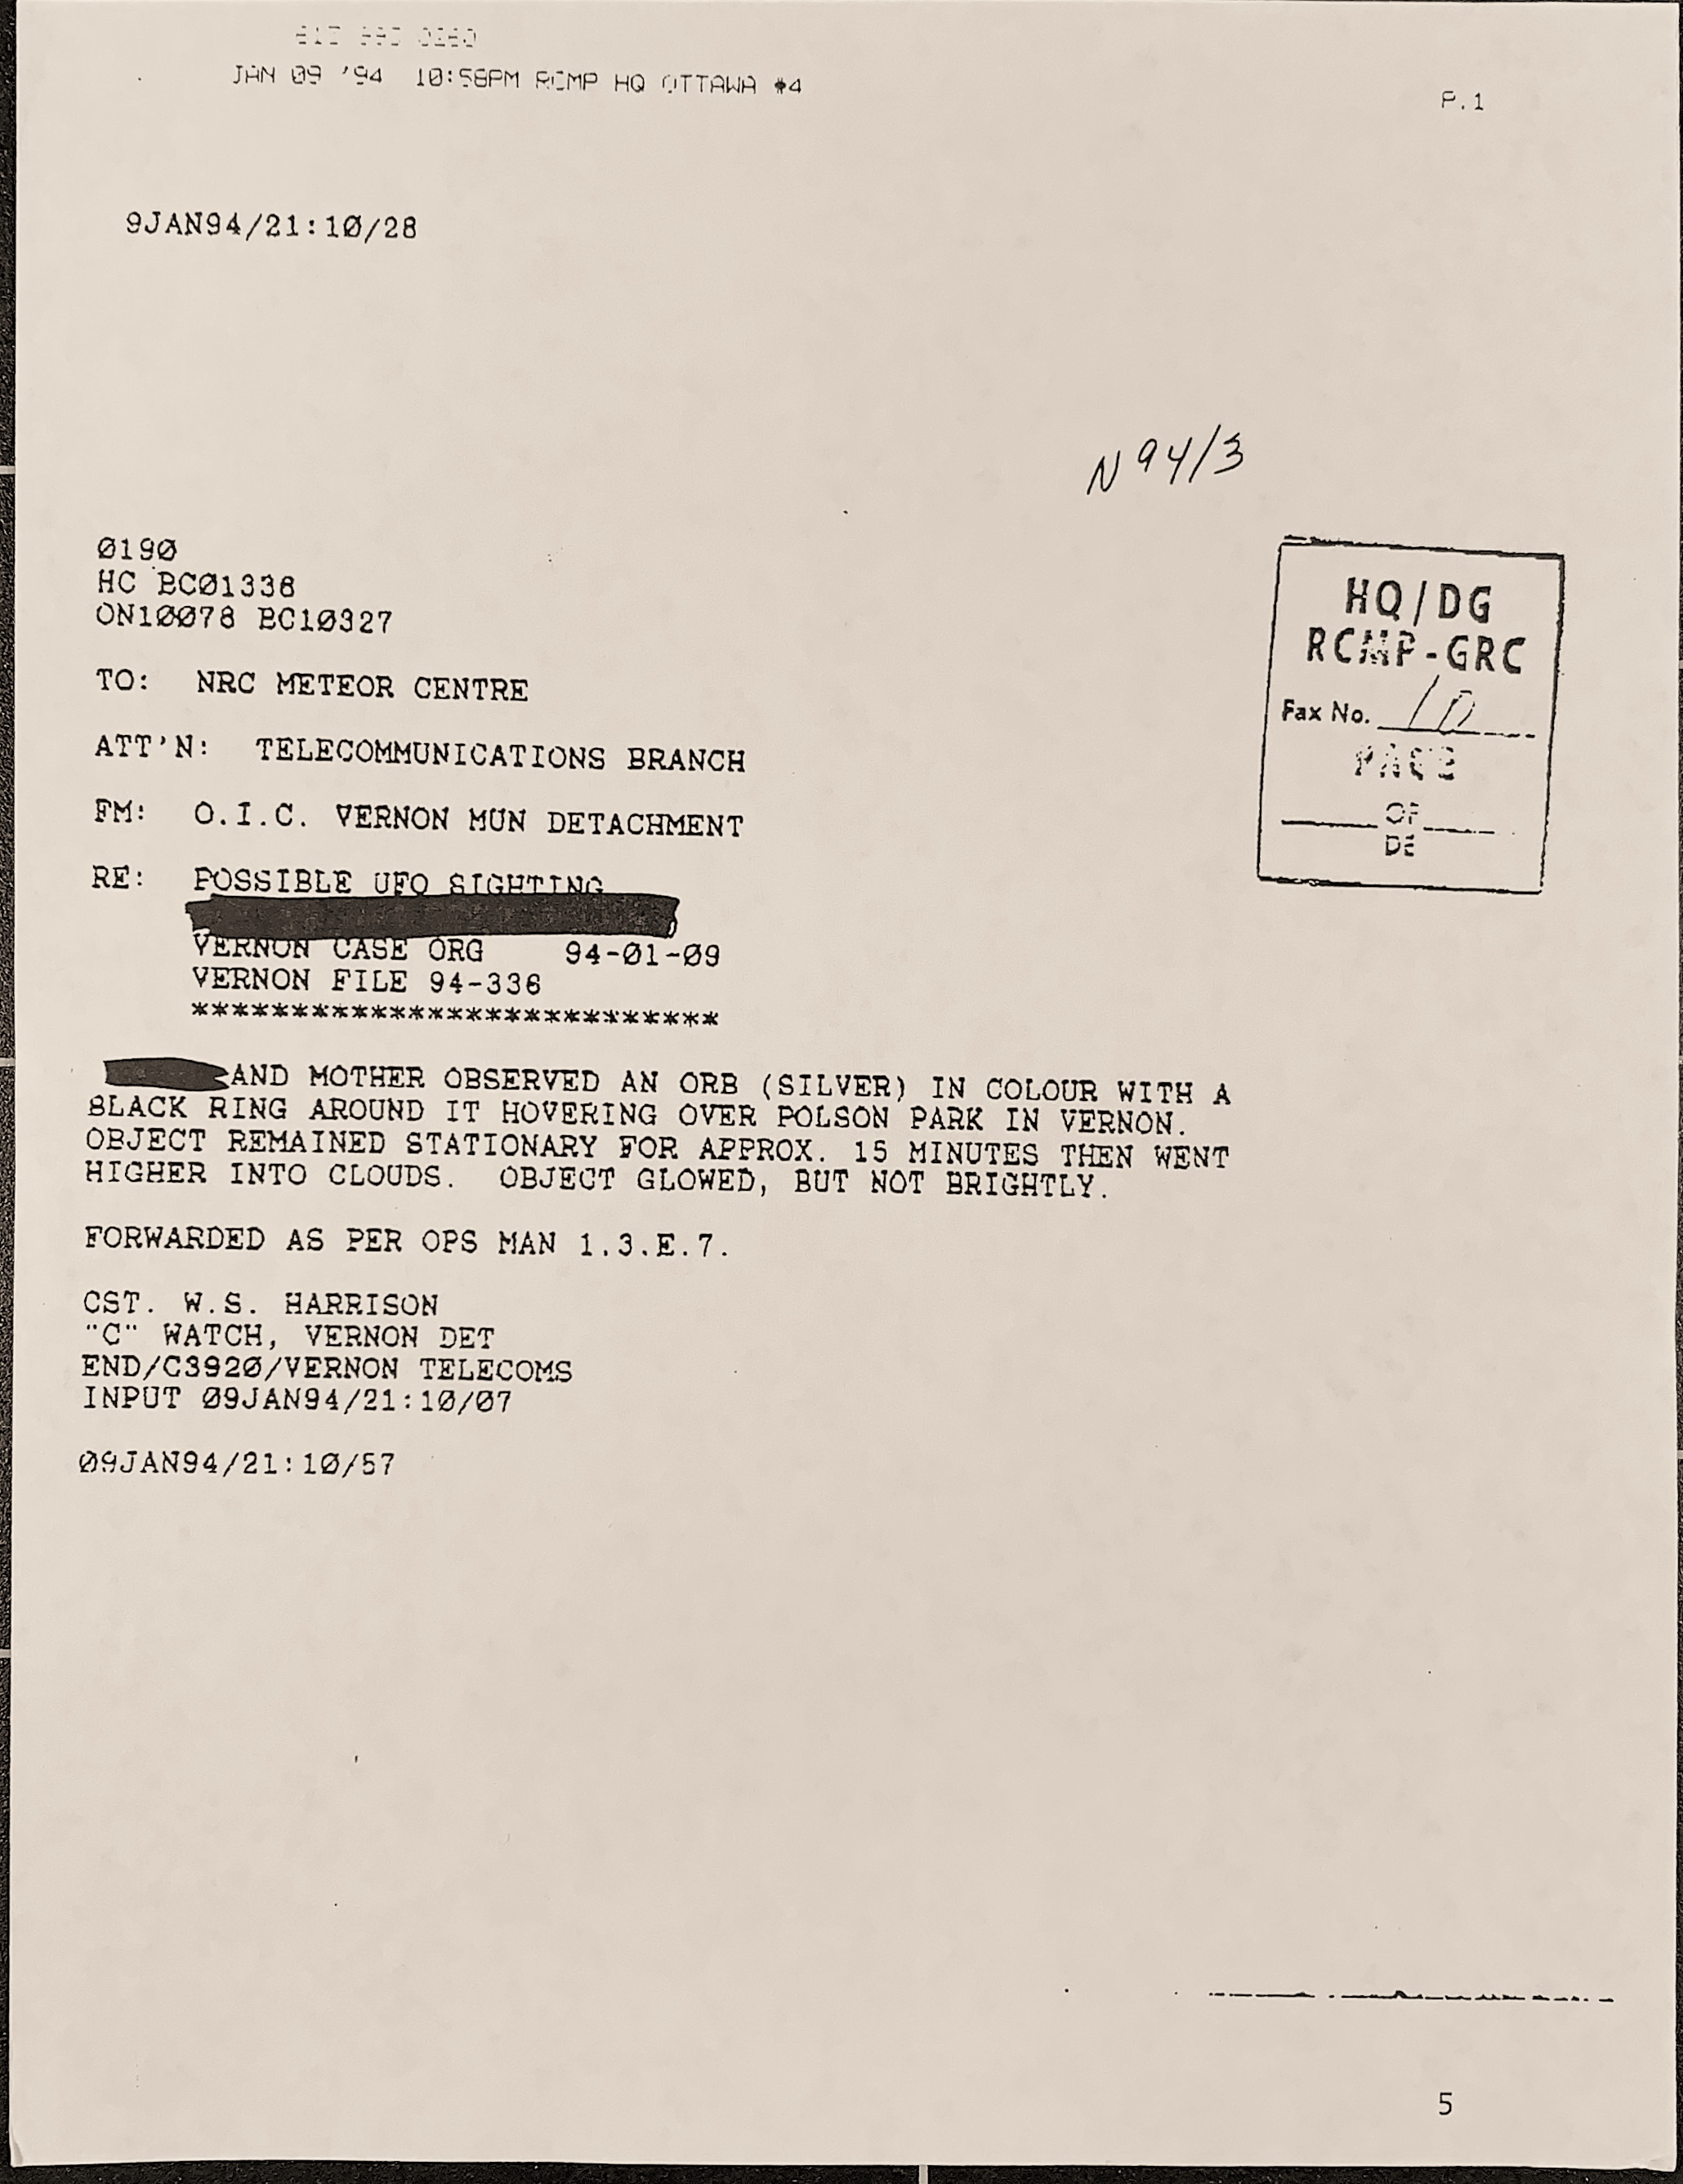 JAN 09 '94 10:58PM RCMP HQ OTTAWA #4
P.1
9JAN94/21:10/28
N 94/3
0190
HC BC01336
ON10078 BC10327
TO: NRC METEOR CENTRE
ATT'N: TELECOMMUNICATIONS BRANCH
FM: O.I.C. VERNON MUN DETACHMENT
RE: POSSIBLE UFO SIGHTING
VERNON CASE ORG 94-01-09
VERNON FILE 94-336
***************************
HQ/DG
RCMP-GRC
Fax No. 10
PAGE
OF
DE
AND MOTHER OBSERVED AN ORB (SILVER) IN COLOUR WITH A
BLACK RING AROUND IT HOVERING OVER POLSON PARK IN VERNON.
OBJECT REMAINED STATIONARY FOR APPROX. 15 MINUTES THEN WENT
HIGHER INTO CLOUDS. OBJECT GLOWED, BUT NOT BRIGHTLY.
FORWARDED AS PER OPS MAN 1.3.E.7.
CST. W.S. HARRISON
"C" WATCH, VERNON DET
END/C3920/VERNON TELECOMS
INPUT 09JAN94/21:10/07
09JAN94/21:10/57
5